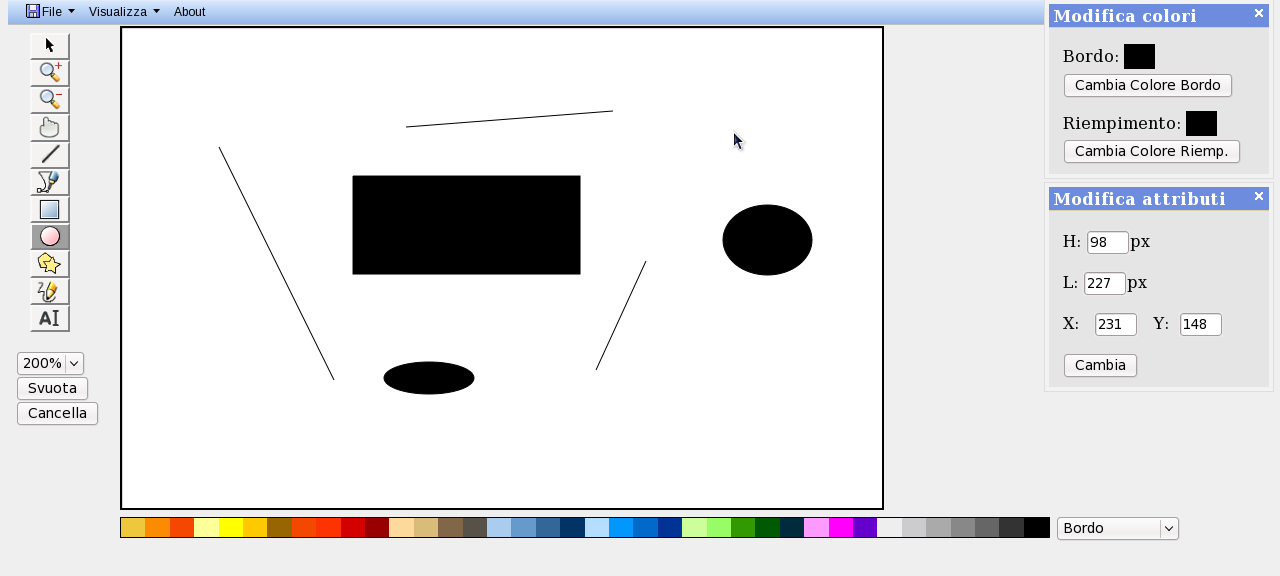 File Visualizza About
Modifica colori
Bordo:
Cambia Colore Bordo
Riempimento:
Cambia Colore Riemp.
Modifica attributi
H: 98 px
L: 227 px
X: 231 Y: 148
Cambia
AI
200%
Svuota
Cancella
Bordo